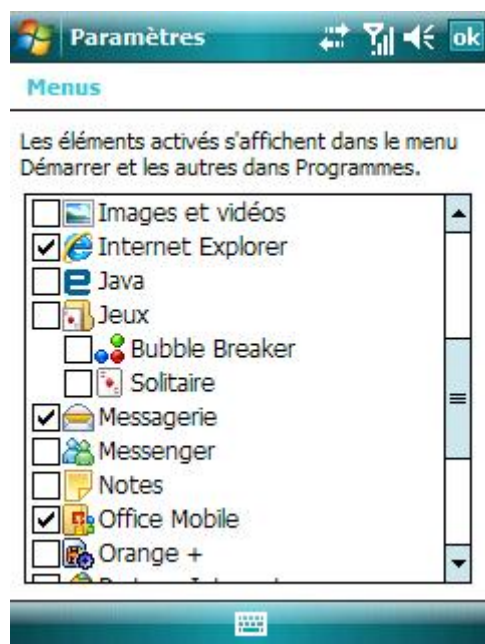 Paramètres
ok
Menus
Les éléments activés s'affichent dans le menu
Démarrer et les autres dans Programmes.
Images et vidéos
Internet Explorer
Java
Jeux
Bubble Breaker
Solitaire
Messagerie
Messenger
Notes
Office Mobile
Orange +